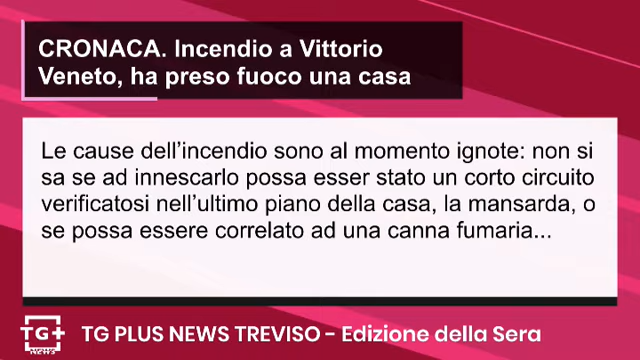 CRONACA. Incendio a Vittorio
Veneto, ha preso fuoco una casa
Le cause dell'incendio sono al momento ignote: non si
sa se ad innescarlo possa esser stato un corto circuito
verificatosi nell'ultimo piano della casa, la mansarda, o
se possa essere correlato ad una canna fumaria...
TG+
NEWS
TG PLUS NEWS TREVISO - Edizione della Sera